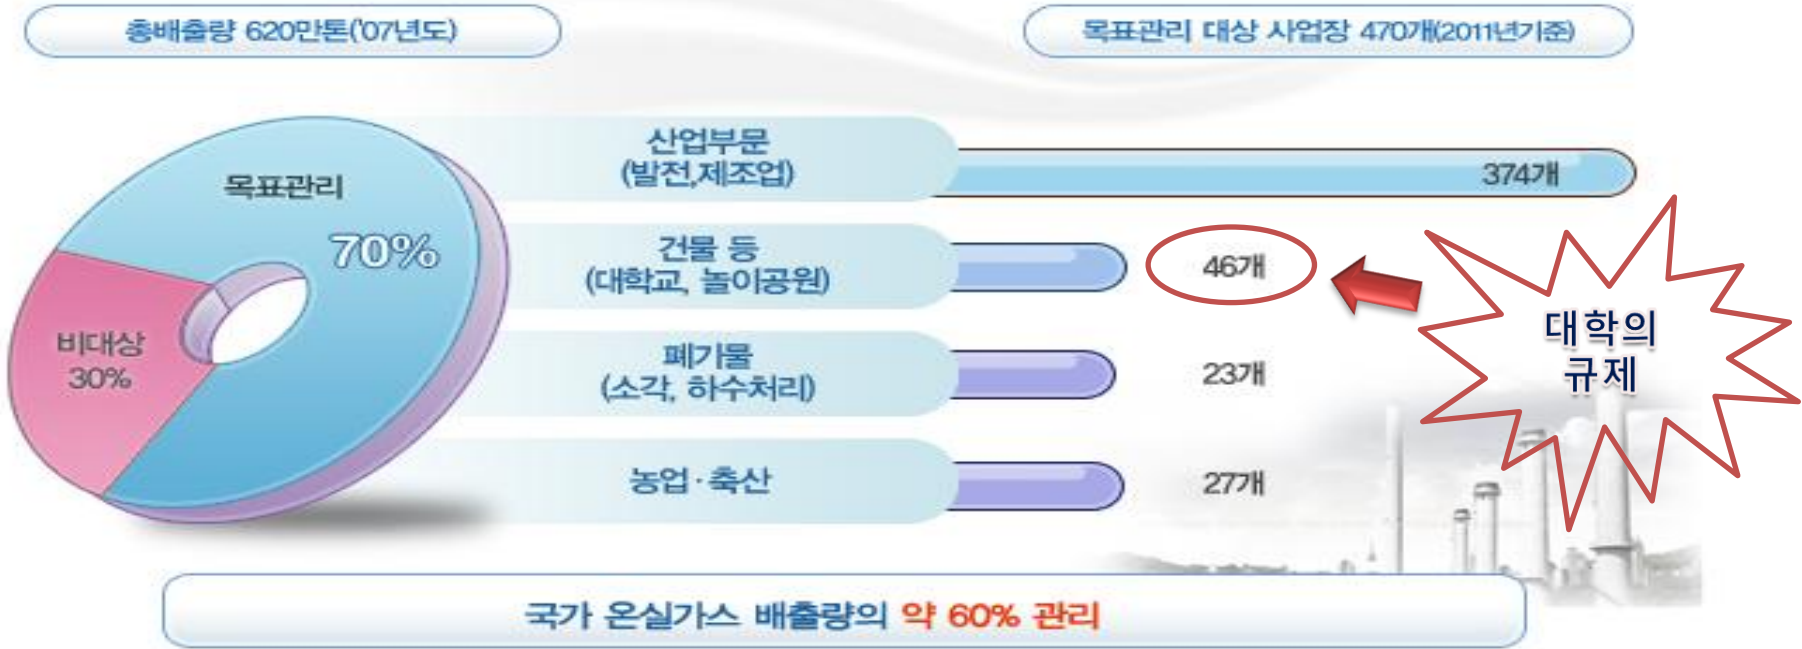 총배출량 620만톤('07년도)
목표관리 대상 사업장 470개(2011년기준)
목표관리
70%
비대상
30%
산업부문
(발전,제조업)
374개
건물 등
(대학교, 놀이공원)
46개
폐기물
(소각, 하수처리)
23개
농업·축산
27개
대학의
규제
국가 온실가스 배출량의 약 60% 관리